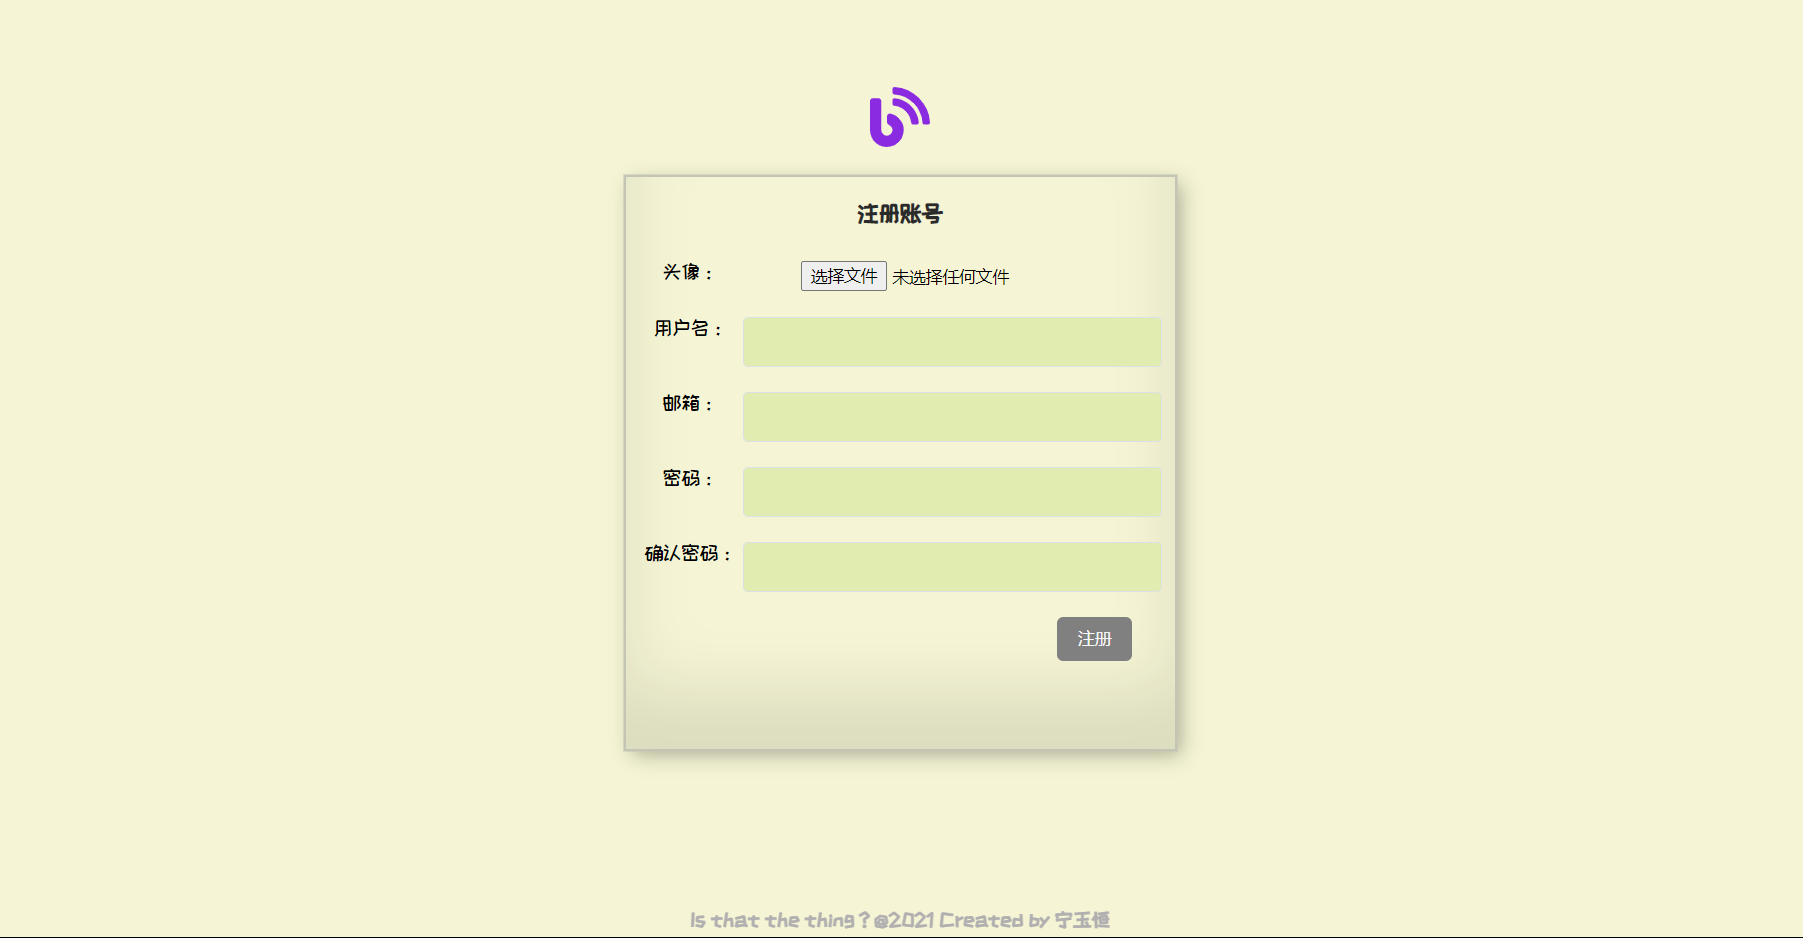 注册账号
头像：
选择文件 未选择任何文件
用户名：
邮箱：
密码：
确认密码：
注册
Is that the thing？@2021 Created by 宁玉恒